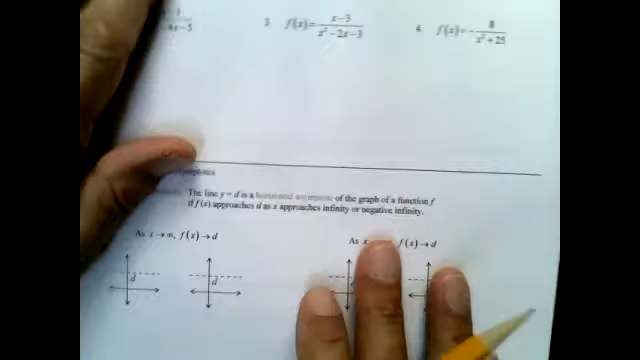 3. f(x)= x-3 / x²-2x-3
4. f(x)=- 8 / x²+25
The line y = d is a horizontal asymptote of the graph of a function f
if f(x) approaches d as x approaches infinity or negative infinity.
As x→∞, f(x)→d
As x f(x)→d
d d